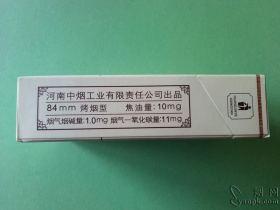 河南中烟工业有限责任公司出品
84mm 烤烟型 焦油量:10mg
烟气烟碱量:1.0mg 烟气一氧化碳量:11mg